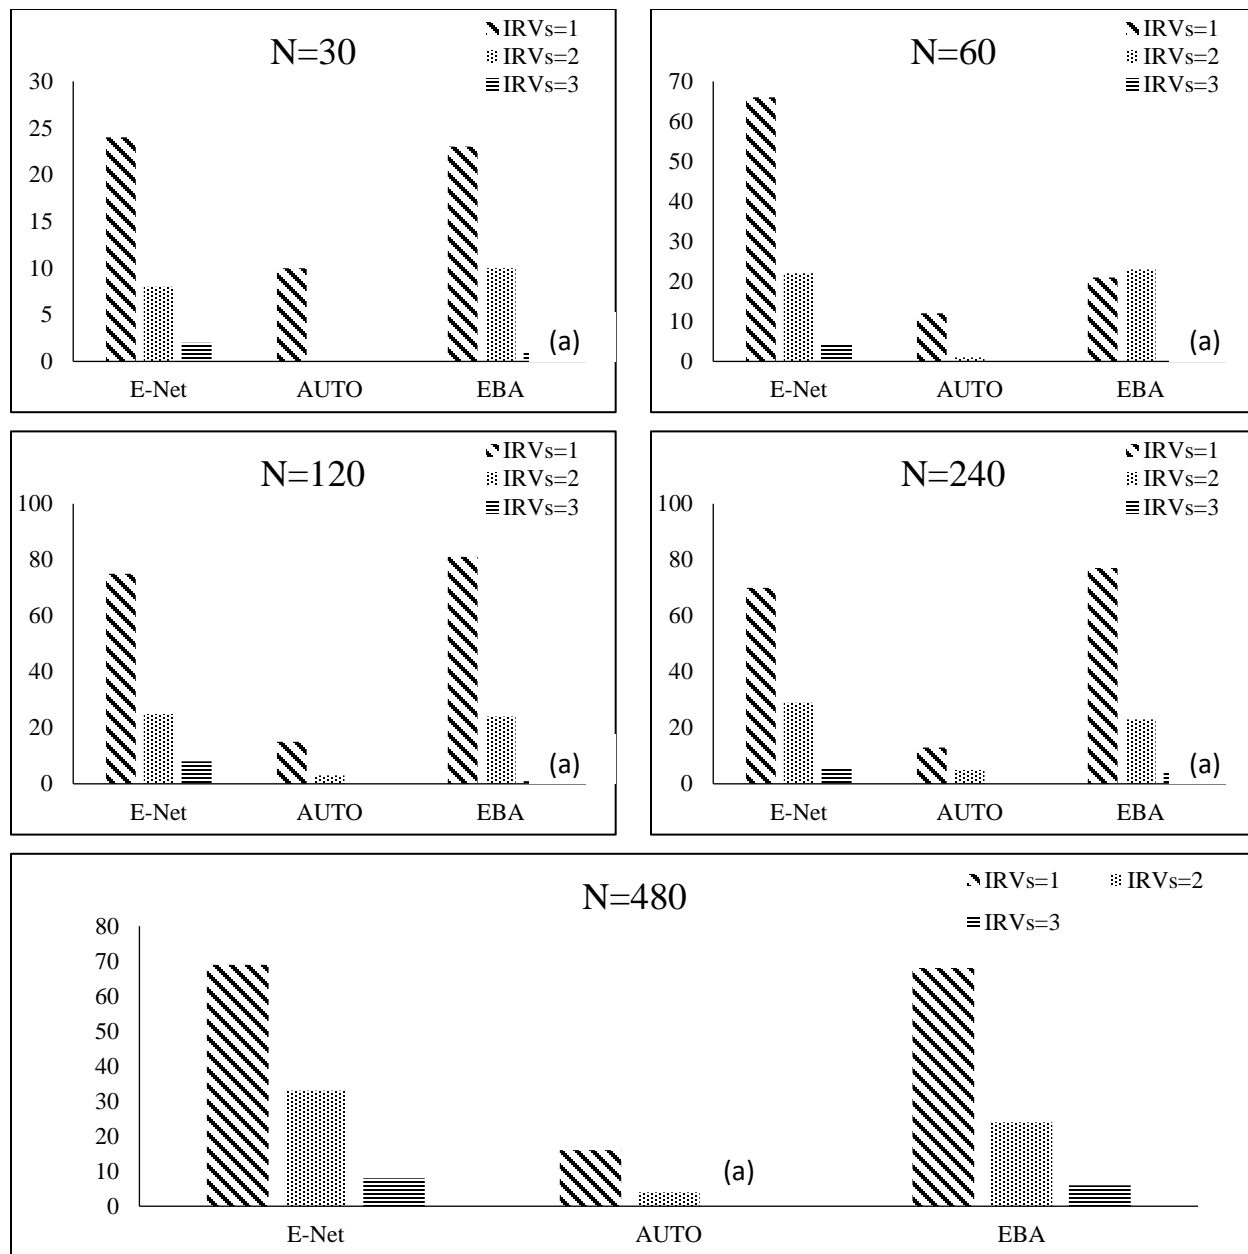 N=30
IRVs=1
IRVs=2
IRVs=3
30
25
20
15
10
5
0
(a)
E-Net AUTO EBA
N=60
IRVs=1
IRVs=2
IRVs=3
70
60
50
40
30
20
10
0
(a)
E-Net AUTO EBA
N=120
IRVs=1
IRVs=2
IRVs=3
100
80
60
40
20
0
(a)
E-Net AUTO EBA
N=240
IRVs=1
IRVs=2
IRVs=3
100
80
60
40
20
0
(a)
E-Net AUTO EBA
N=480
IRVs=1 IRVs=2
IRVs=3
80
70
60
50
40
30
20
10
0
(a)
E-Net AUTO EBA